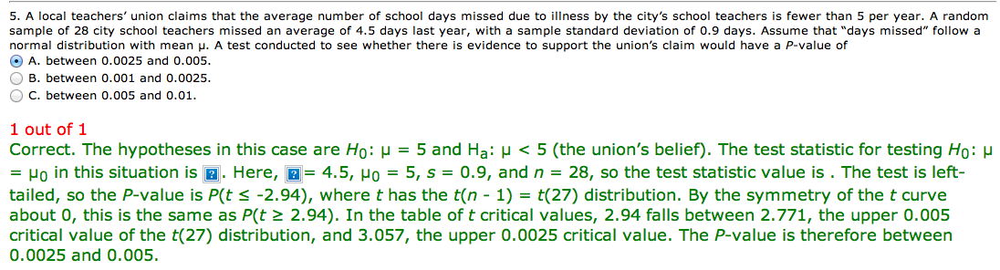 5. A local teachers' union claims that the average number of school days missed due to illness by the city's school teachers is fewer than 5 per year. A random
sample of 28 city school teachers missed an average of 4.5 days last year, with a sample standard deviation of 0.9 days. Assume that "days missed" follow a
normal distribution with mean μ. A test conducted to see whether there is evidence to support the union's claim would have a P-value of
A. between 0.0025 and 0.005.
B. between 0.001 and 0.0025.
C. between 0.005 and 0.01.
1 out of 1
Correct. The hypotheses in this case are H0: μ = 5 and Ha: μ < 5 (the union's belief). The test statistic for testing H0: μ
= μ0 in this situation is ?. Here, ?= 4.5, μ0 = 5, s = 0.9, and n = 28, so the test statistic value is . The test is left-
tailed, so the P-value is P(t ≤ -2.94), where t has the t(n - 1) = t(27) distribution. By the symmetry of the t curve
about 0, this is the same as P(t ≥ 2.94). In the table of t critical values, 2.94 falls between 2.771, the upper 0.005
critical value of the t(27) distribution, and 3.057, the upper 0.0025 critical value. The P-value is therefore between
0.0025 and 0.005.